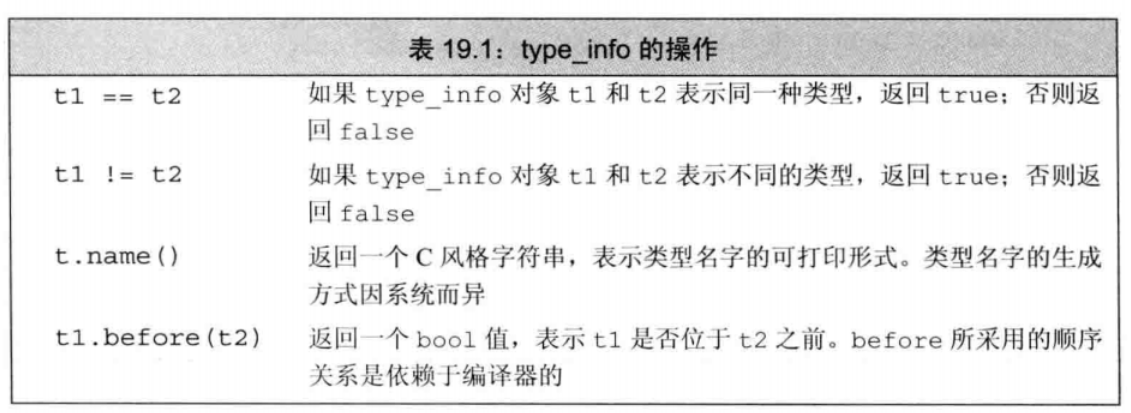 表 19.1：type_info 的操作
t1 == t2 如果 type_info 对象 t1 和 t2 表示同一种类型，返回 true；否则返
回 false
t1 != t2 如果 type_info 对象 t1 和 t2 表示不同的类型，返回 true；否则返
回 false
t.name() 返回一个 C 风格字符串，表示类型名字的可打印形式。类型名字的生成
方式因系统而异
t1.before(t2) 返回一个 bool 值，表示 t1 是否位于 t2 之前。before 所采用的顺序
关系是依赖于编译器的